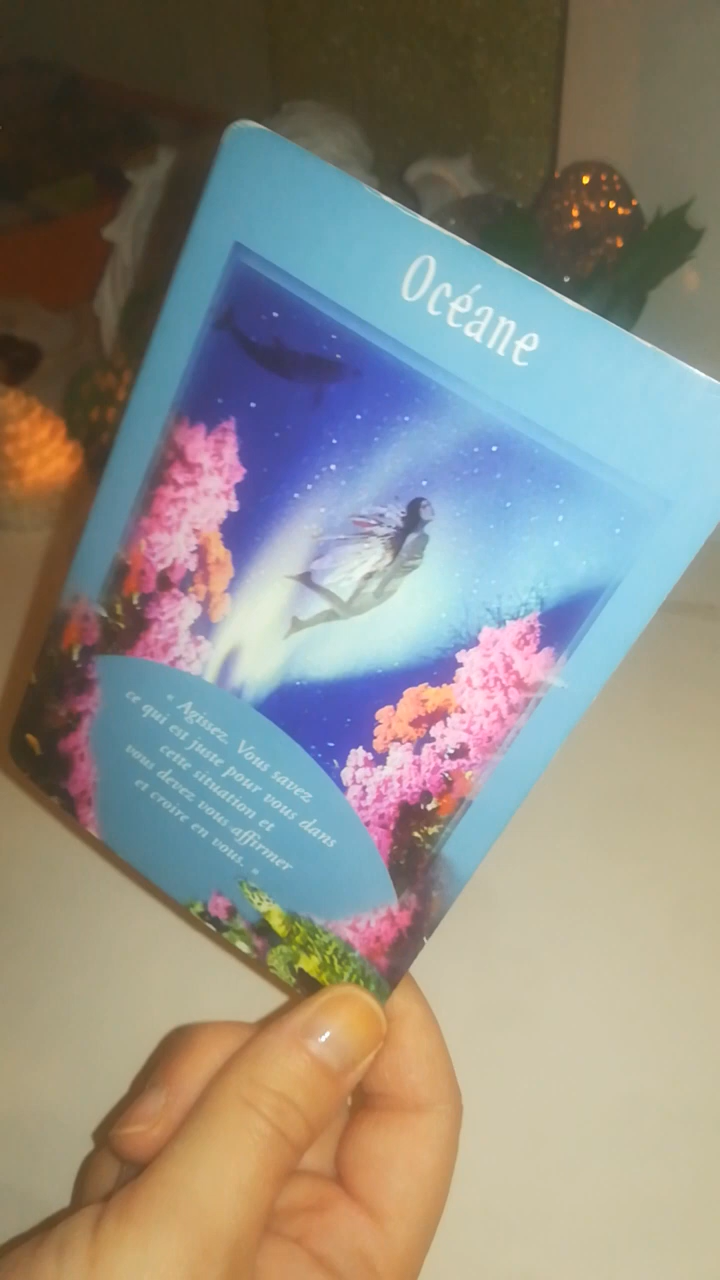 Océane
« Agissez. Vous savez
ce qui est juste pour vous dans
cette situation et
vous devez vous affirmer
et croire en vous. »